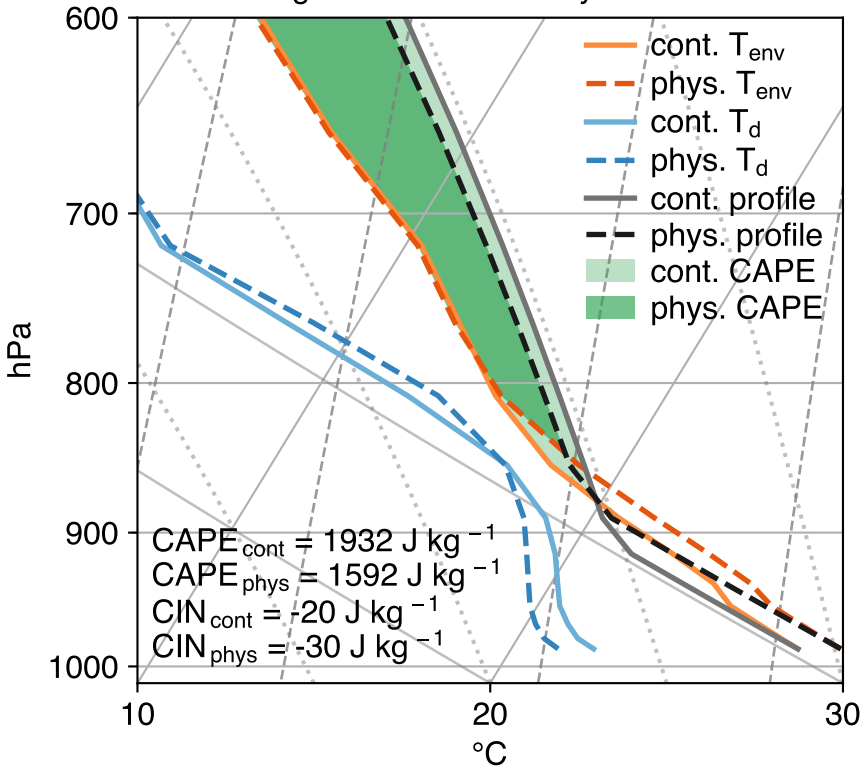 600
700
800
900
1000
hPa
10
20
30
°C
cont. T_env
phys. T_env
cont. T_d
phys. T_d
cont. profile
phys. profile
cont. CAPE
phys. CAPE
CAPE_cont = 1932 J kg⁻¹
CAPE_phys = 1592 J kg⁻¹
CIN_cont = -20 J kg⁻¹
CIN_phys = -30 J kg⁻¹